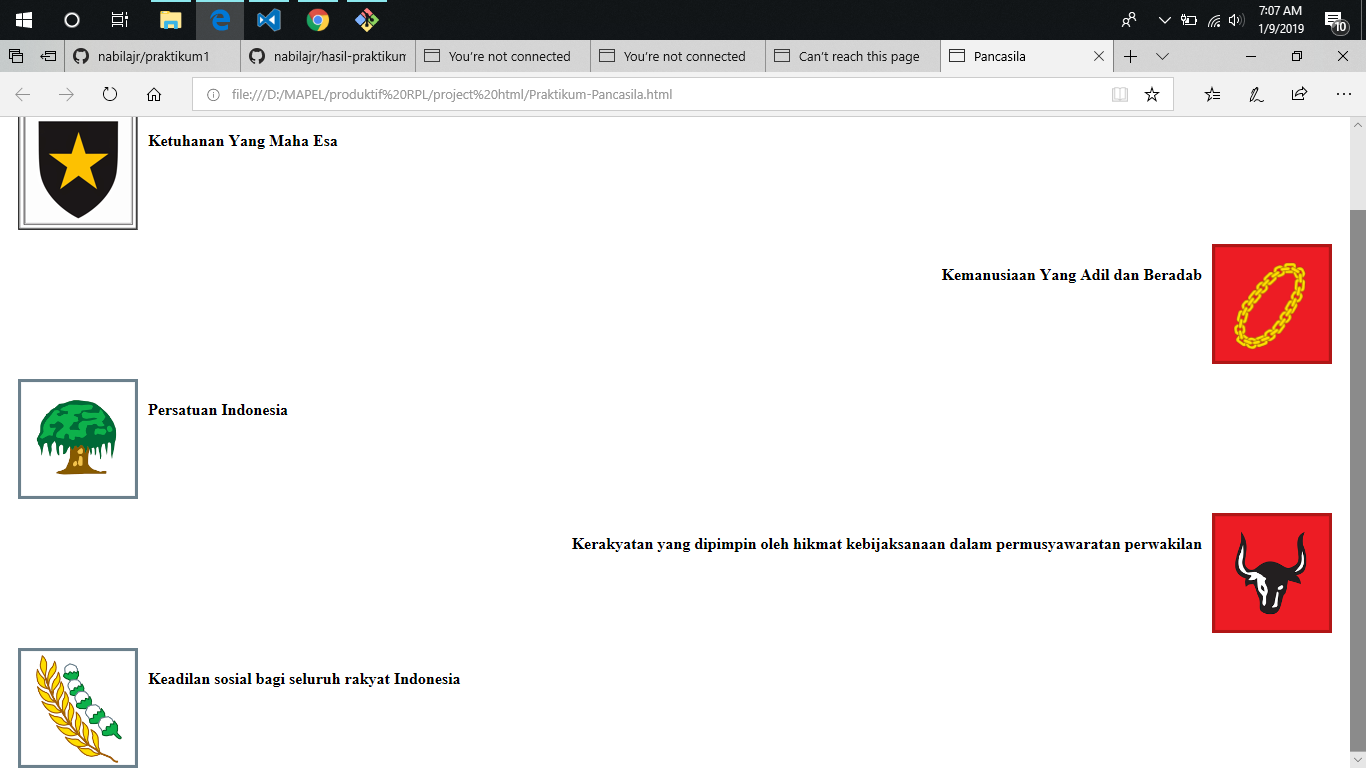 7:07 AM
1/9/2019
10
nabilajr/praktikum1
nabilajr/hasil-praktikum
You're not connected
You're not connected
Can't reach this page
Pancasila
file:///D:/MAPEL/produktif%20RPL/project%20html/Praktikum-Pancasila.html
Ketuhanan Yang Maha Esa
Kemanusiaan Yang Adil dan Beradab
Persatuan Indonesia
Kerakyatan yang dipimpin oleh hikmat kebijaksanaan dalam permusyawaratan perwakilan
Keadilan sosial bagi seluruh rakyat Indonesia